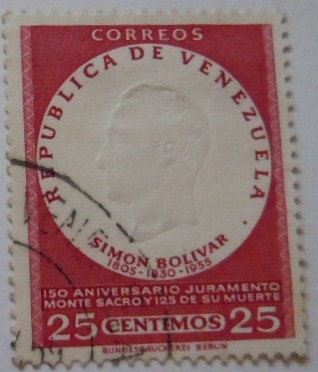 CORREOS
REPUBLICA DE VENEZUELA
SIMON BOLIVAR
1805-1830-1955
150 ANIVERSARIO JURAMENTO
MONTE SACRO Y 125 DE SU MUERTE
25 CENTIMOS 25
BUNDESDRUCKEREI BERLIN